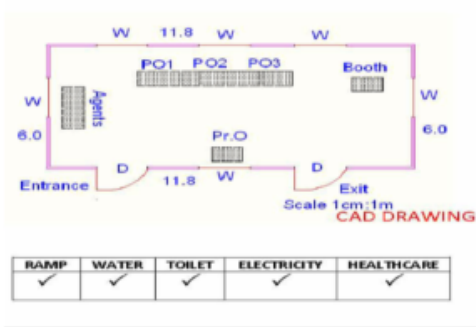 W 11.8 W W
PO1 PO2 PO3 Booth
W Agents W
6.0 Pr.O 6.0
D W D
Entrance 11.8 Exit
Scale 1cm:1m
CAD DRAWING
RAMP WATER TOILET ELECTRICITY HEALTHCARE
✓ ✓ ✓ ✓ ✓